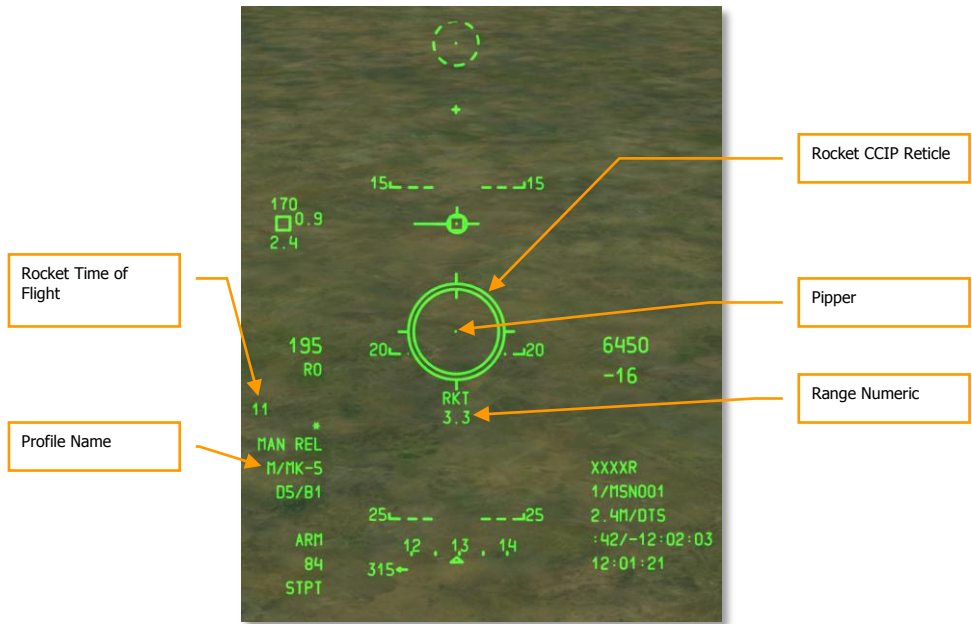 15 15
170
0.9
2.4
Rocket CCIP Reticle
Rocket Time of
Flight
Pipper
195
R0
20 20
6450
-16
RKT
3.3
Range Numeric
11
*
MAN REL
Profile Name
M/MK-5
D5/B1
XXXXR
1/MSN001
2.4M/DTS
:42/-12:02:03
12:01:21
25 25
12 . 13 . 14
315←
ARM
84
STPT